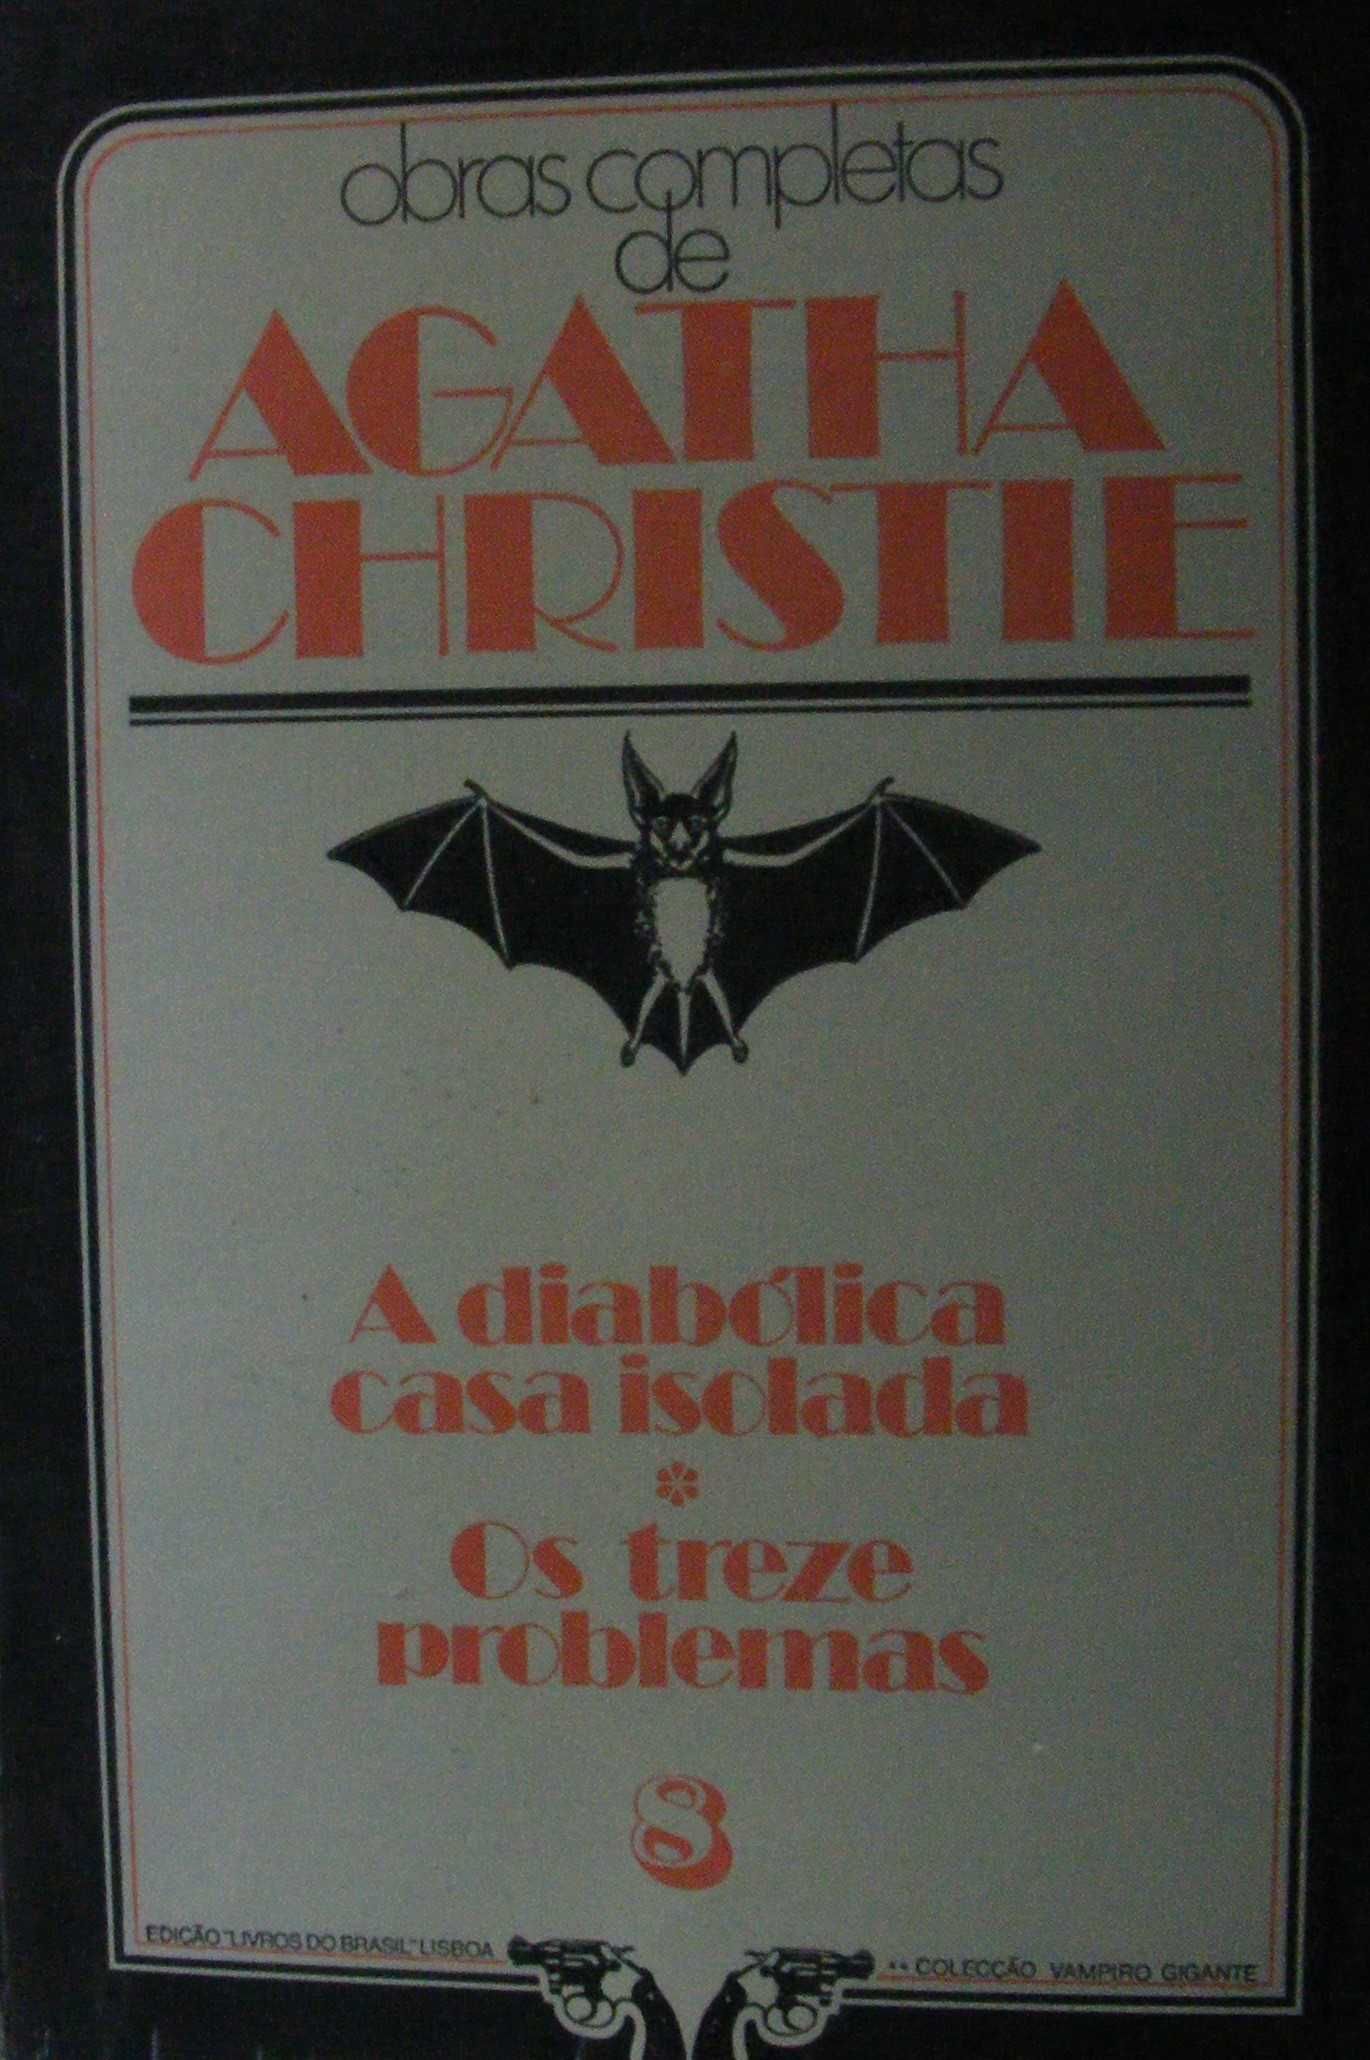 obras completas
de
AGATHA
CHRISTIE
A diabólica
casa isolada
*
Os treze
problemas
8
EDIÇÃO "LIVROS DO BRASIL" LISBOA
** COLECÇÃO VAMPIRO GIGANTE